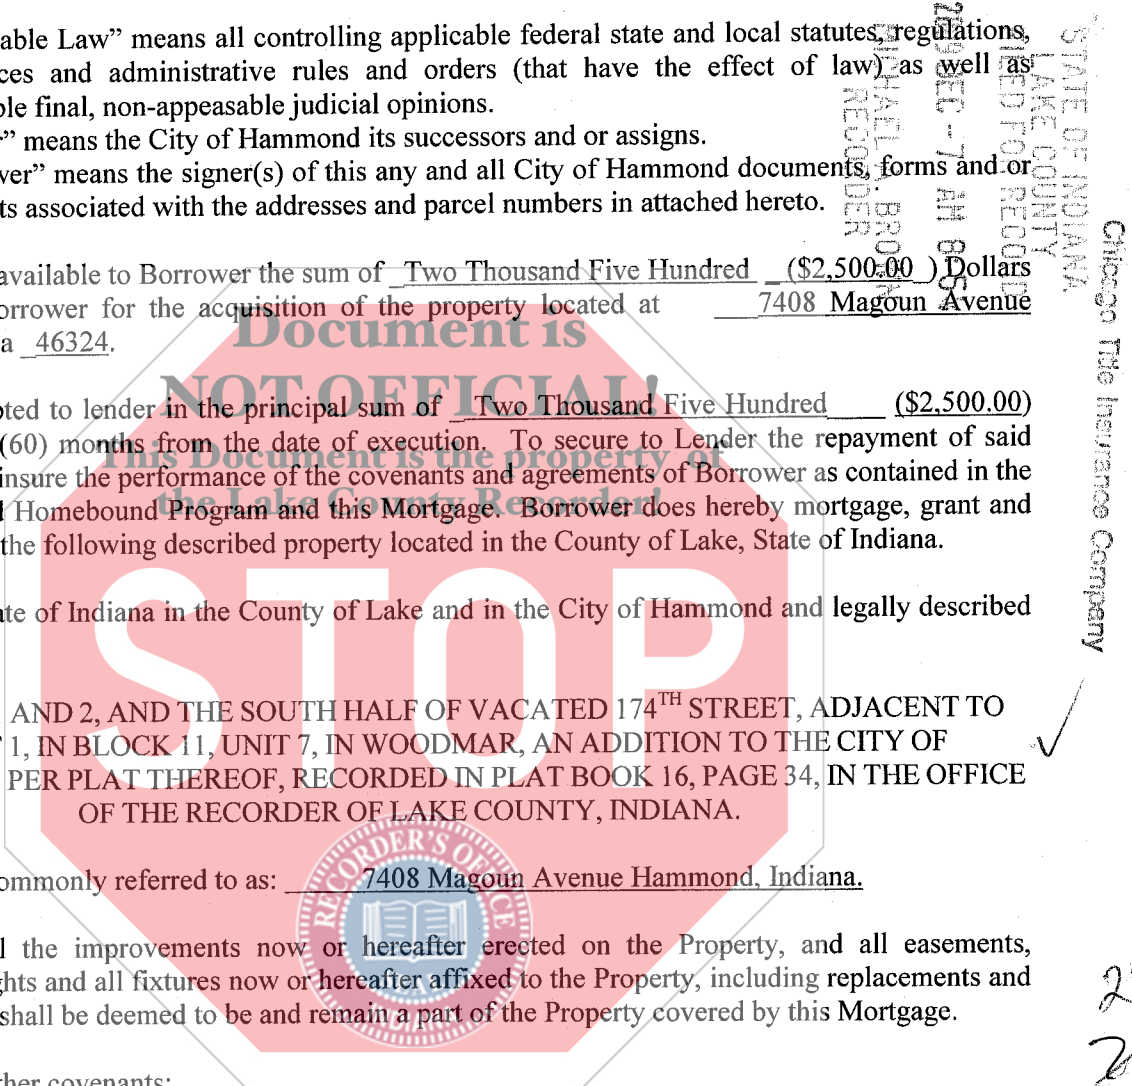 able Law” means all controlling applicable federal state and local statutes, regulations,
ces and administrative rules and orders (that have the effect of law) as well as
ble final, non-appeasable judicial opinions.
” means the City of Hammond its successors and or assigns.
ver” means the signer(s) of this any and all City of Hammond documents, forms and or
ts associated with the addresses and parcel numbers in attached hereto.
available to Borrower the sum of Two Thousand Five Hundred ($2,500.00 ) Dollars
orrower for the acquisition of the property located at 7408 Magoun Avenue
a 46324.
Document is
NOT OFFICIAL!
This Document is the property of
the Lake County Recorder!
oted to lender in the principal sum of Two Thousand Five Hundred ($2,500.00)
(60) months from the date of execution. To secure to Lender the repayment of said
insure the performance of the covenants and agreements of Borrower as contained in the
l Homebound Program and this Mortgage. Borrower does hereby mortgage, grant and
the following described property located in the County of Lake, State of Indiana.
STOP
te of Indiana in the County of Lake and in the City of Hammond and legally described
AND 2, AND THE SOUTH HALF OF VACATED 174TH STREET, ADJACENT TO
1, IN BLOCK 11, UNIT 7, IN WOODMAR, AN ADDITION TO THE CITY OF
PER PLAT THEREOF, RECORDED IN PLAT BOOK 16, PAGE 34, IN THE OFFICE
OF THE RECORDER OF LAKE COUNTY, INDIANA.
ommonly referred to as: 7408 Magoun Avenue Hammond, Indiana.
RECORDER'S OFFICE
INDIANA
l the improvements now or hereafter erected on the Property, and all easements,
ghts and all fixtures now or hereafter affixed to the Property, including replacements and
shall be deemed to be and remain a part of the Property covered by this Mortgage.
her covenants:
STATE OF INDIANA
LAKE COUNTY
FILED FOR RECORD
DEC - 7 AM
RECORDER
Chicago Title Insurance Company